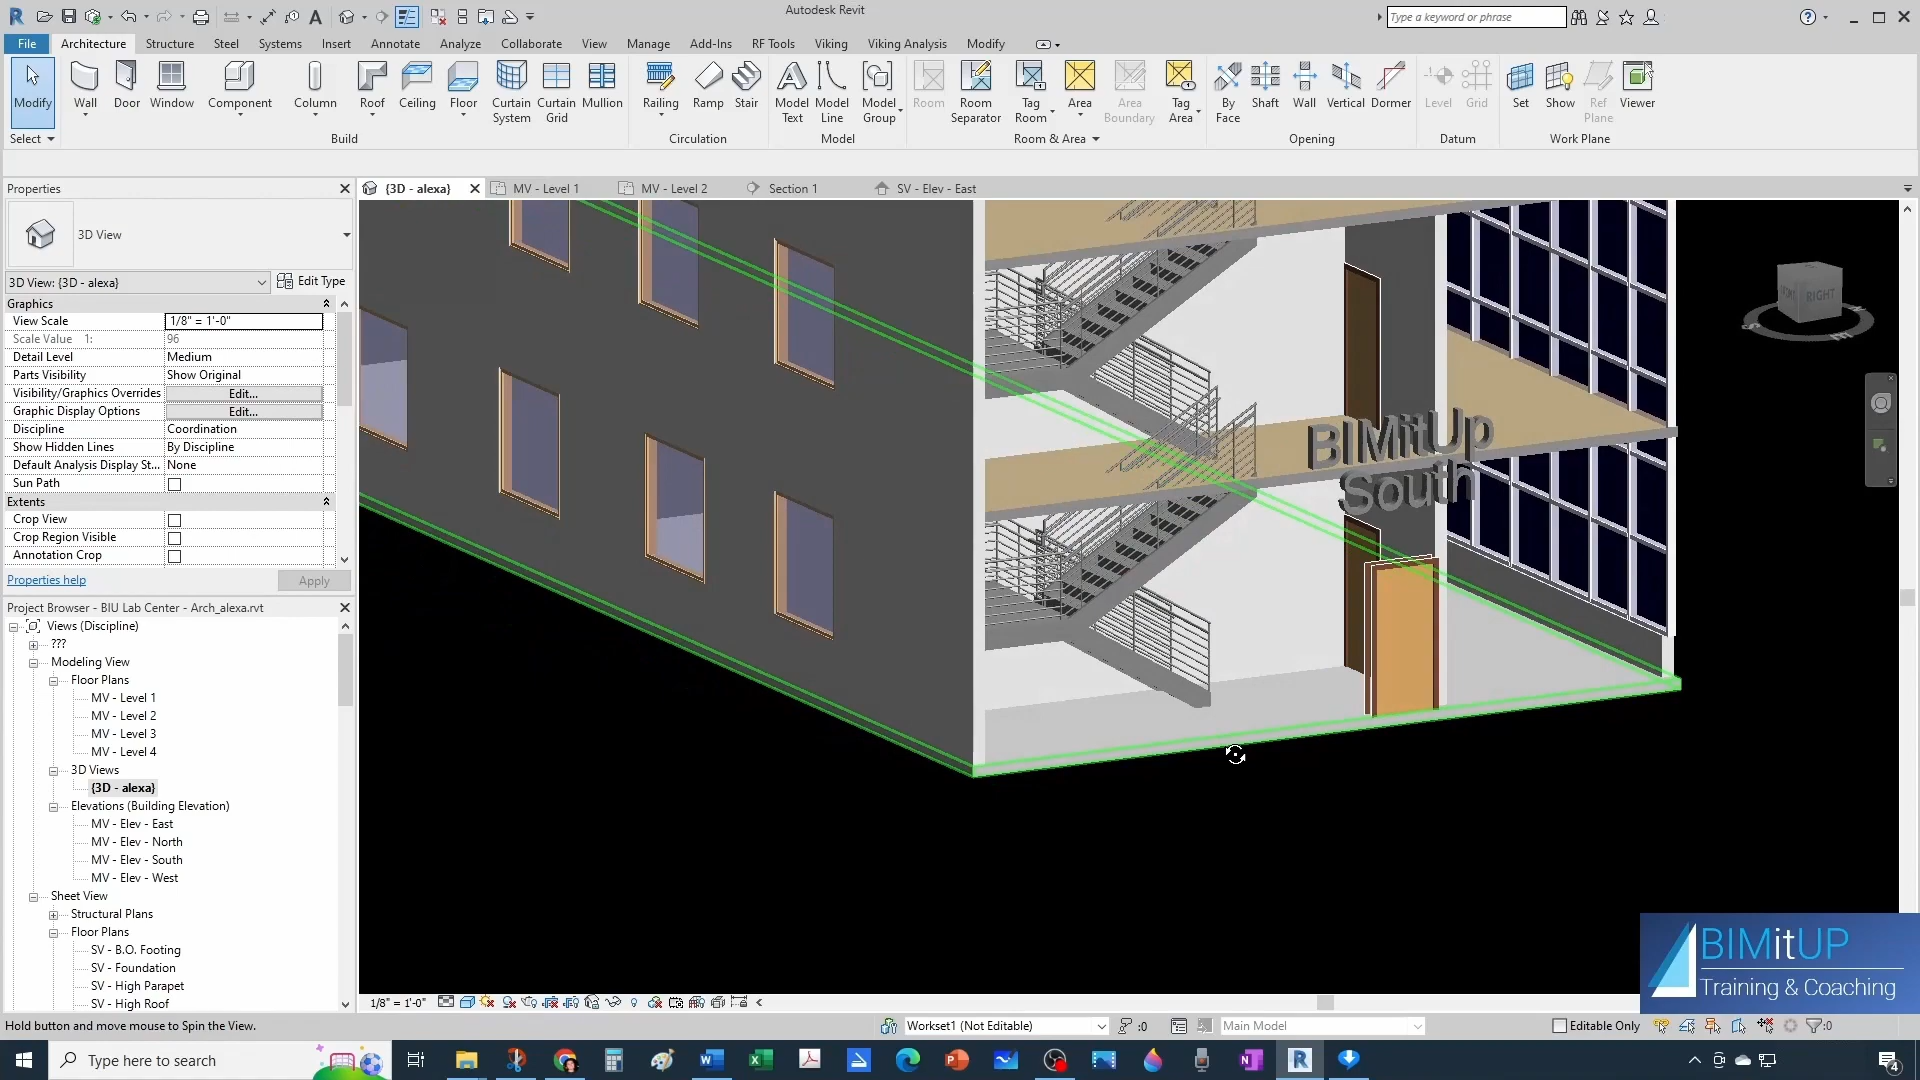 Autodesk Revit
Type a keyword or phrase
File Architecture Structure Steel Systems Insert Annotate Analyze Collaborate View Manage Add-Ins RF Tools Viking Viking Analysis Modify
Modify Wall Door Window Component Column Roof Ceiling Floor Curtain System Curtain Grid Mullion Railing Ramp Stair Model Text Model Line Model Group Room Room Separator Tag Room Area Area Boundary Tag Area By Face Shaft Wall Vertical Dormer Level Grid Set Show Ref Plane Viewer
Select Build Circulation Model Room & Area Opening Datum Work Plane
Properties
{3D - alexa} MV - Level 1 MV - Level 2 Section 1 SV - Elev - East
3D View
3D View: {3D - alexa} Edit Type
Graphics
View Scale 1/8" = 1'-0"
Scale Value 1: 96
Detail Level Medium
Parts Visibility Show Original
Visibility/Graphics Overrides Edit...
Graphic Display Options Edit...
Discipline Coordination
Show Hidden Lines By Discipline
Default Analysis Display St... None
Sun Path
Extents
Crop View
Crop Region Visible
Annotation Crop
Properties help Apply
Project Browser - BIU Lab Center - Arch_alexa.rvt
Views (Discipline)
???
Modeling View
Floor Plans
MV - Level 1
MV - Level 2
MV - Level 3
MV - Level 4
3D Views
{3D - alexa}
Elevations (Building Elevation)
MV - Elev - East
MV - Elev - North
MV - Elev - South
MV - Elev - West
Sheet View
Structural Plans
Floor Plans
SV - B.O. Footing
SV - Foundation
SV - High Parapet
SV - High Roof
BIMitUp
South
RIGHT
BIMitUP
Training & Coaching
1/8" = 1'-0"
Hold button and move mouse to Spin the View.
Workset1 (Not Editable) :0 Main Model Editable Only :0
Type here to search
4